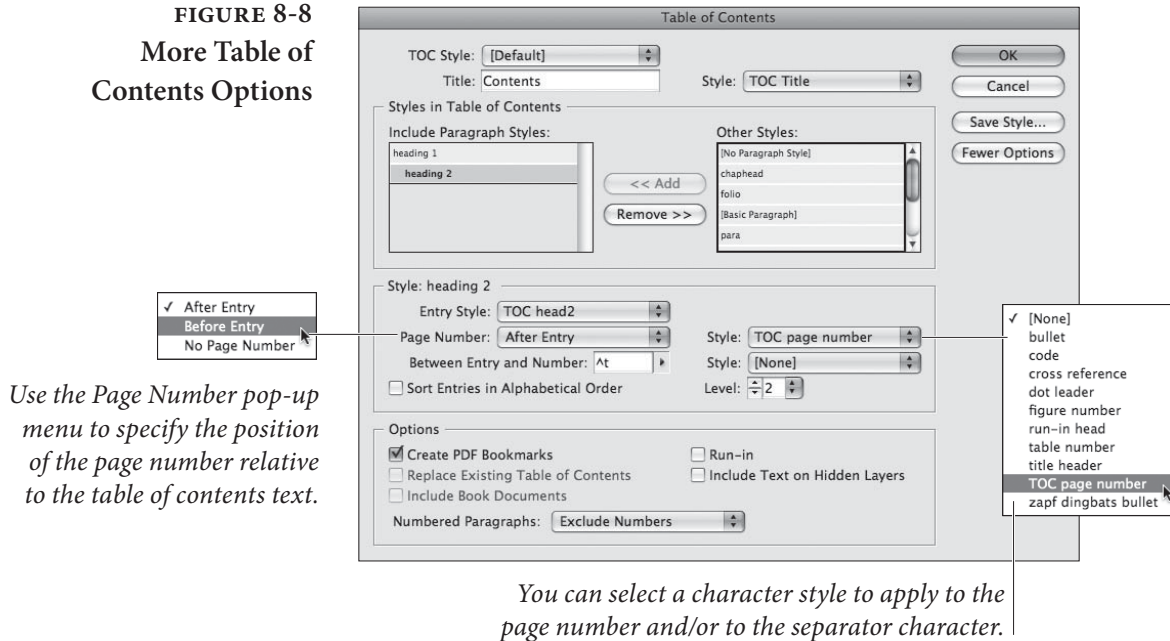 FIGURE 8-8
More Table of
Contents Options
Table of Contents
TOC Style: [Default]
Title: Contents
Style: TOC Title
OK
Cancel
Save Style...
Fewer Options
Styles in Table of Contents
Include Paragraph Styles:
heading 1
heading 2
<< Add
Remove >>
Other Styles:
[No Paragraph Style]
chaphead
folio
[Basic Paragraph]
para
Style: heading 2
Entry Style: TOC head2
Page Number: After Entry
Style: TOC page number
Between Entry and Number: ^t
Style: [None]
Sort Entries in Alphabetical Order
Level: 2
Options
Create PDF Bookmarks
Run-in
Replace Existing Table of Contents
Include Text on Hidden Layers
Include Book Documents
Numbered Paragraphs: Exclude Numbers
✓ After Entry
Before Entry
No Page Number
Use the Page Number pop-up
menu to specify the position
of the page number relative
to the table of contents text.
✓ [None]
bullet
code
cross reference
dot leader
figure number
run-in head
table number
title header
TOC page number
zapf dingbats bullet
You can select a character style to apply to the
page number and/or to the separator character.